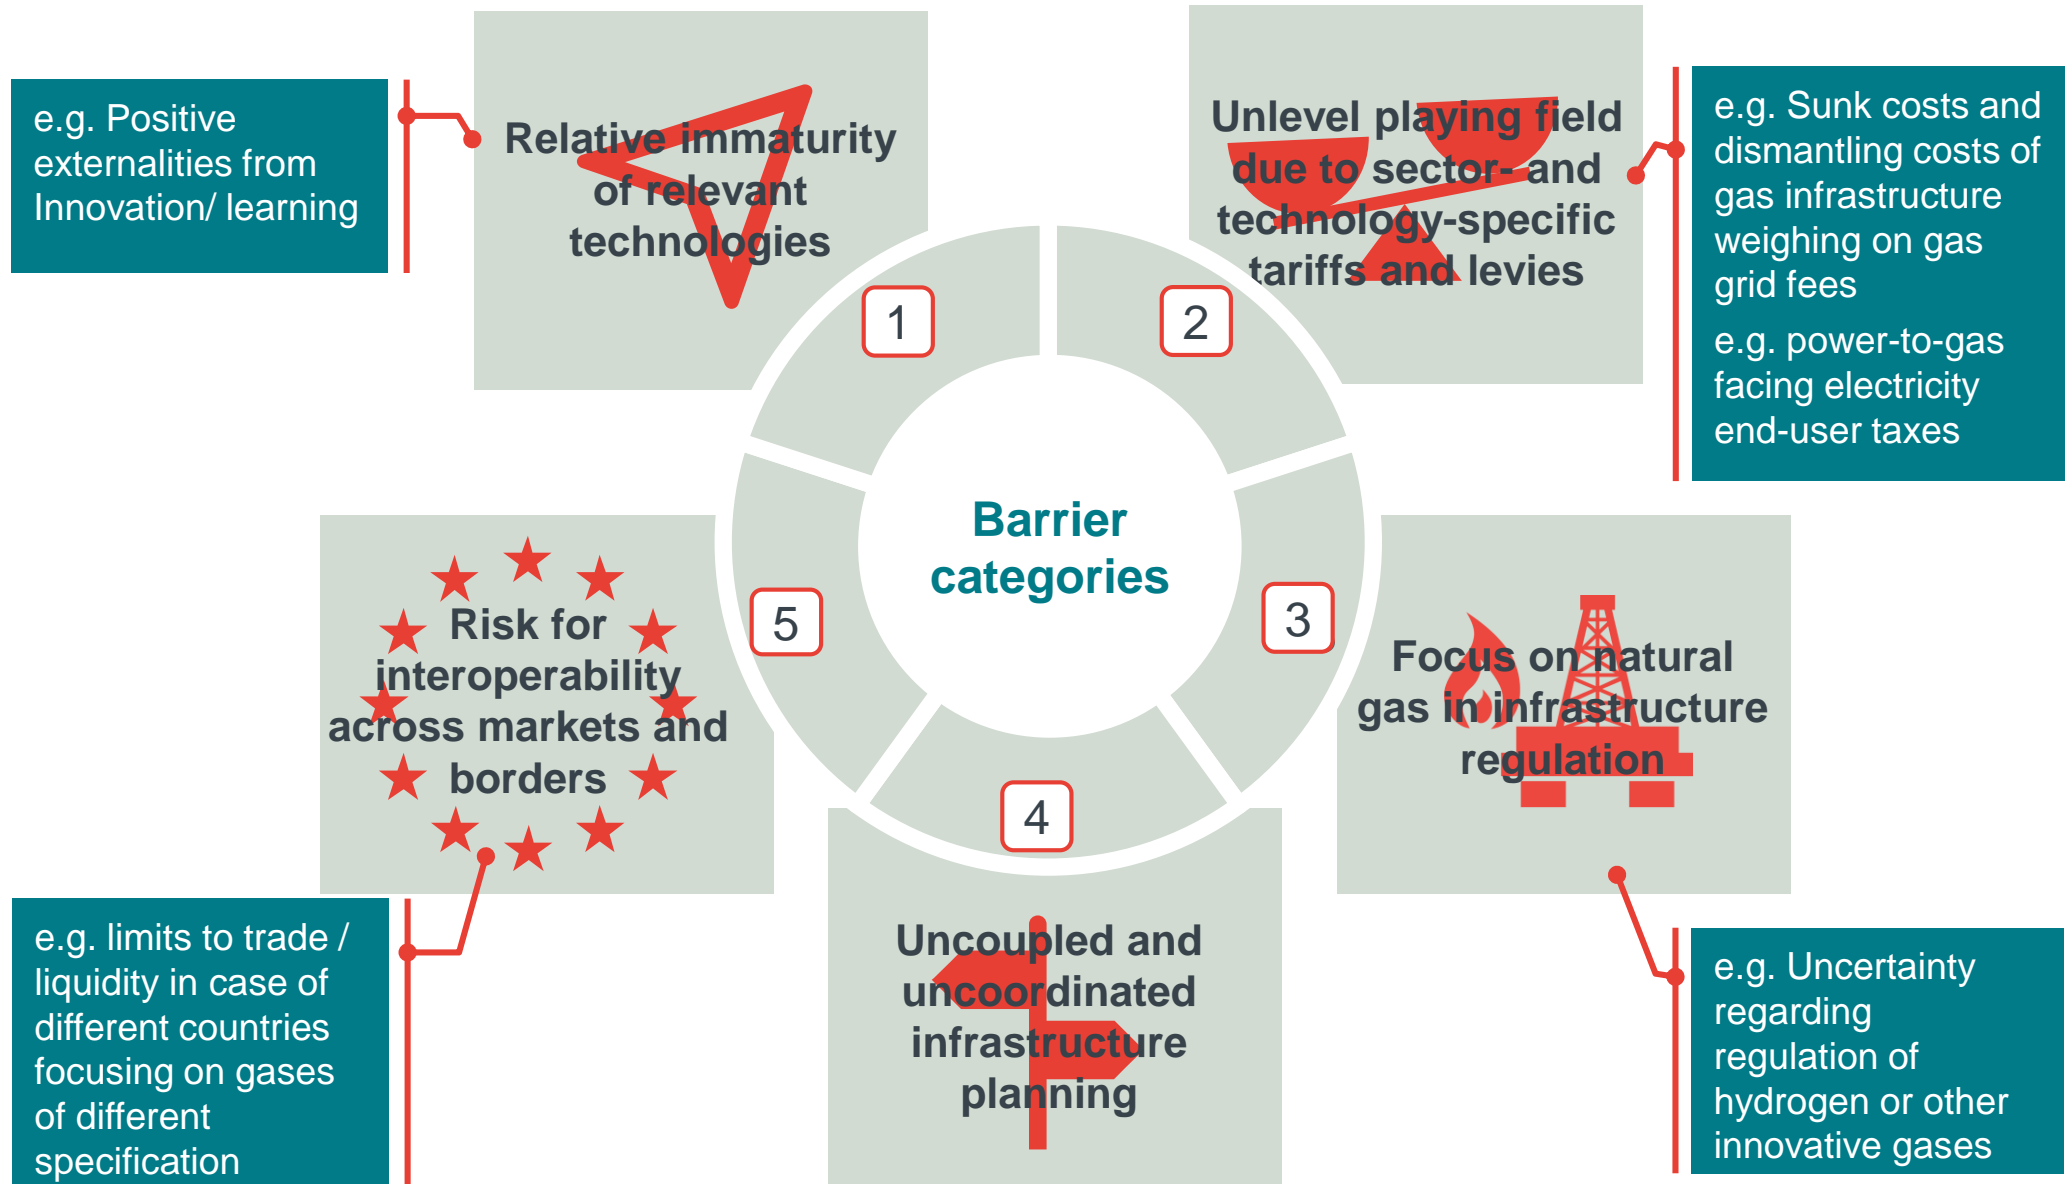 e.g. Positive
externalities from
Innovation/ learning
Relative immaturity
of relevant
technologies
1
Unlevel playing field
due to sector- and
technology-specific
tariffs and levies
2
e.g. Sunk costs and
dismantling costs of
gas infrastructure
weighing on gas
grid fees
e.g. power-to-gas
facing electricity
end-user taxes
Barrier
categories
3
Focus on natural
gas in infrastructure
regulation
e.g. Uncertainty
regarding
regulation of
hydrogen or other
innovative gases
4
Uncoupled and
uncoordinated
infrastructure
planning
5
Risk for
interoperability
across markets and
borders
e.g. limits to trade /
liquidity in case of
different countries
focusing on gases
of different
specification